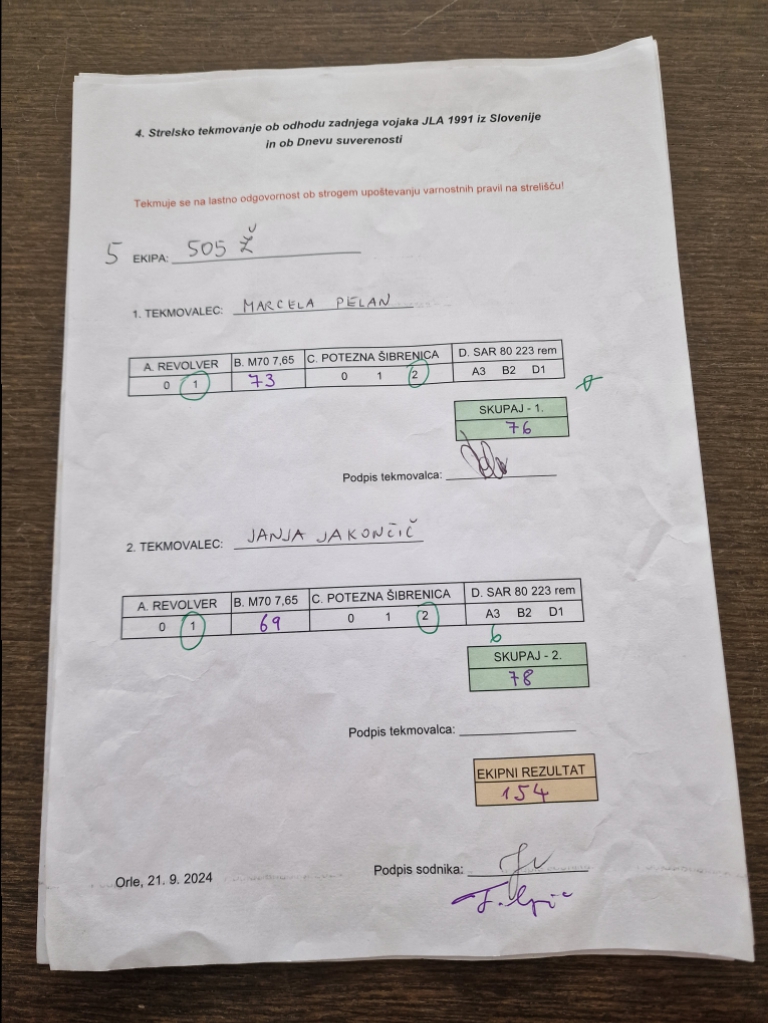 4. Strelsko tekmovanje ob odhodu zadnjega vojaka JLA 1991 iz Slovenije
in ob Dnevu suverenosti
Tekmuje se na lastno odgovornost ob strogem upoštevanju varnostnih pravil na strelišču!
5 EKIPA: 505 Ž
1. TEKMOVALEC: MARCELA PELAN
A. REVOLVER B. M70 7,65 C. POTEZNA ŠIBRENICA D. SAR 80 223 rem
0 1 73 0 1 2 A3 B2 D1
SKUPAJ - 1.
76
Podpis tekmovalca:
2. TEKMOVALEC: JANJA JAKONČIČ
A. REVOLVER B. M70 7,65 C. POTEZNA ŠIBRENICA D. SAR 80 223 rem
0 1 69 0 1 2 A3 B2 D1
6
SKUPAJ - 2.
78
Podpis tekmovalca:
EKIPNI REZULTAT
154
Orle, 21. 9. 2024 Podpis sodnika: